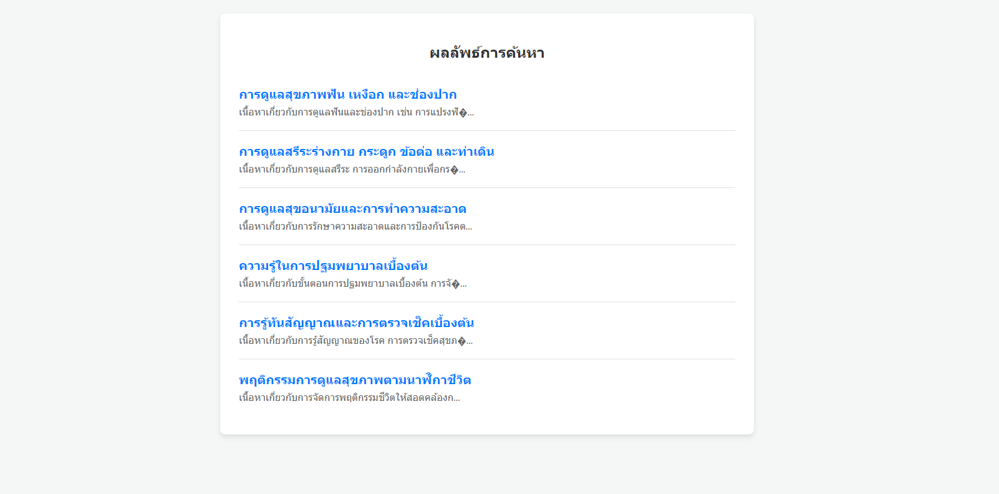 ผลลัพธ์การค้นหา
การดูแลสุขภาพฟัน เหงือก และช่องปาก
เนื้อหาเกี่ยวกับการดูแลฟันและช่องปาก เช่น การแปรงฟั�...
การดูแลสรีระร่างกาย กระดูก ข้อต่อ และท่าเดิน
เนื้อหาเกี่ยวกับการดูแลสรีระ การออกกำลังกายเพื่อกร�...
การดูแลสุขอนามัยและการทำความสะอาด
เนื้อหาเกี่ยวกับการรักษาความสะอาดและการป้องกันโรคต...
ความรู้ในการปฐมพยาบาลเบื้องต้น
เนื้อหาเกี่ยวกับขั้นตอนการปฐมพยาบาลเบื้องต้น การจั�...
การรู้ทันสัญญาณและการตรวจเช็คเบื้องต้น
เนื้อหาเกี่ยวกับการรู้สัญญาณของโรค การตรวจเช็คสุขภ�...
พฤติกรรมการดูแลสุขภาพตามนาฬิกาชีวิต
เนื้อหาเกี่ยวกับการจัดการพฤติกรรมชีวิตให้สอดคล้องก...